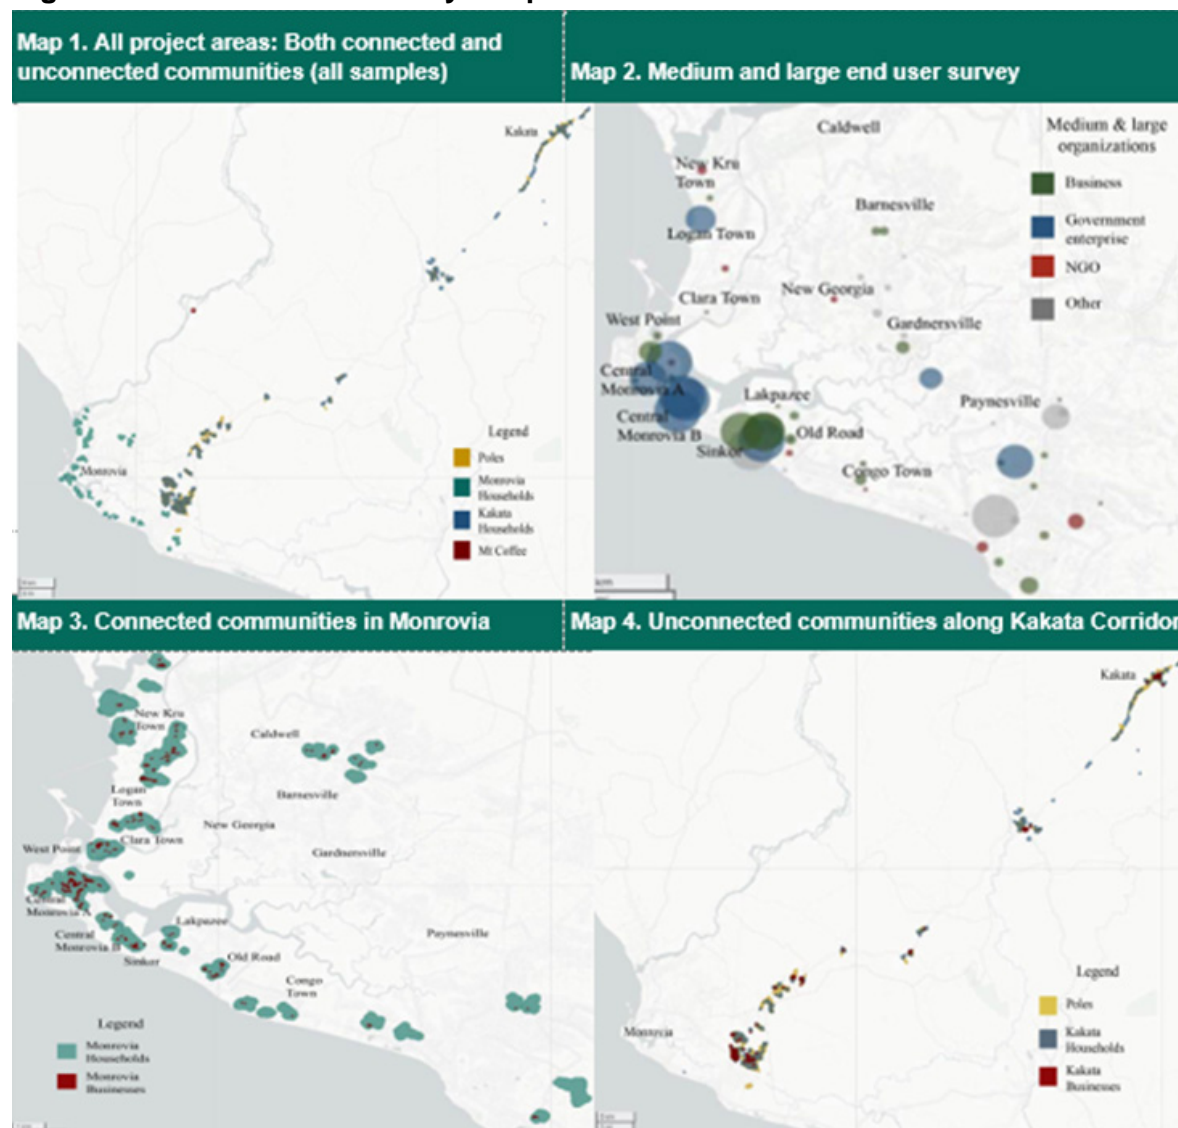 Map 1. All project areas: Both connected and
unconnected communities (all samples)
Map 2. Medium and large end user survey
Kakata
Monrovia
Legend
Poles
Monrovia
Households
Kakata
Households
Mt Coffee
Caldwell
New Kru
Town
Barnesville
Logan Town
Clara Town
New Georgia
West Point
Gardnersville
Central
Monrovia A
Lakpazee
Paynesville
Central
Monrovia B
Old Road
Sinkor
Congo Town
Medium & large
organizations
Business
Government
enterprise
NGO
Other
km
Map 3. Connected communities in Monrovia
Map 4. Unconnected communities along Kakata Corridor
New Kru
Town
Caldwell
Logan
Town
Barnesville
New Georgia
Clara Town
West Point
Gardnersville
Central
Monrovia A
Lakpazee
Central
Monrovia B
Paynesville
Sinkor
Old Road
Congo
Town
Legend
Monrovia
Households
Monrovia
Businesses
Kakata
Monrovia
Legend
Poles
Kakata
Households
Kakata
Businesses